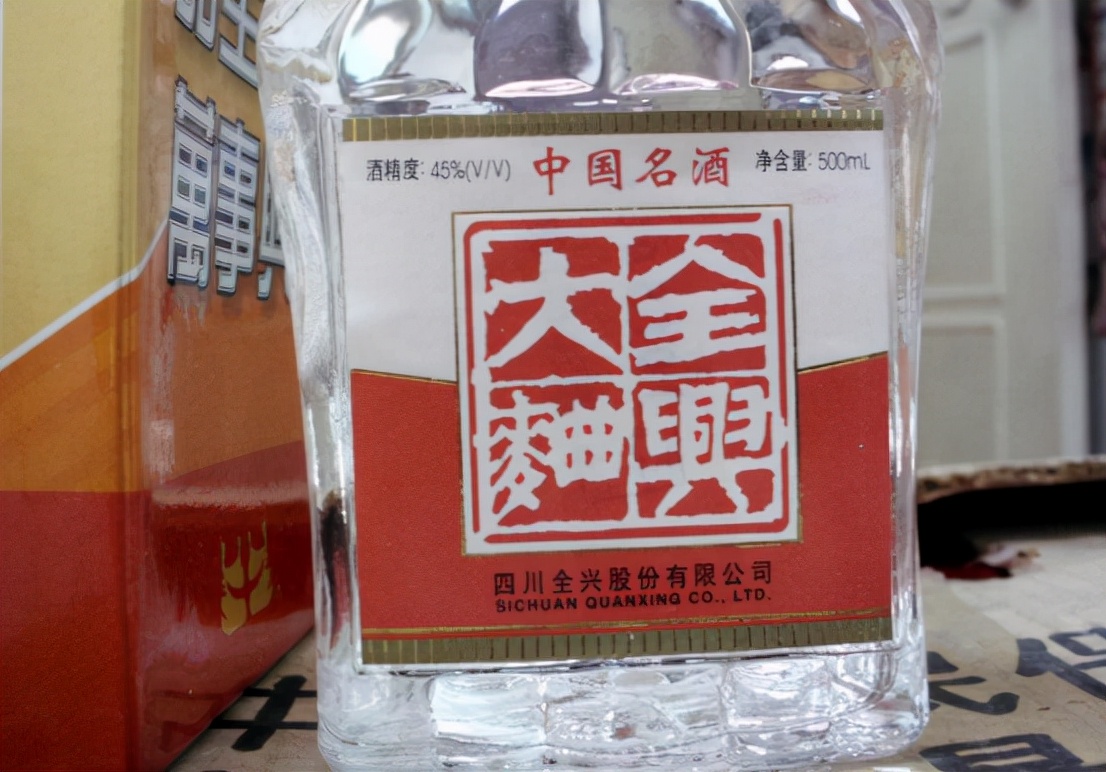 酒精度: 45%(V/V) 中国名酒 净含量: 500mL
全興
大麯
四川全兴股份有限公司
SICHUAN QUANXING CO., LTD.